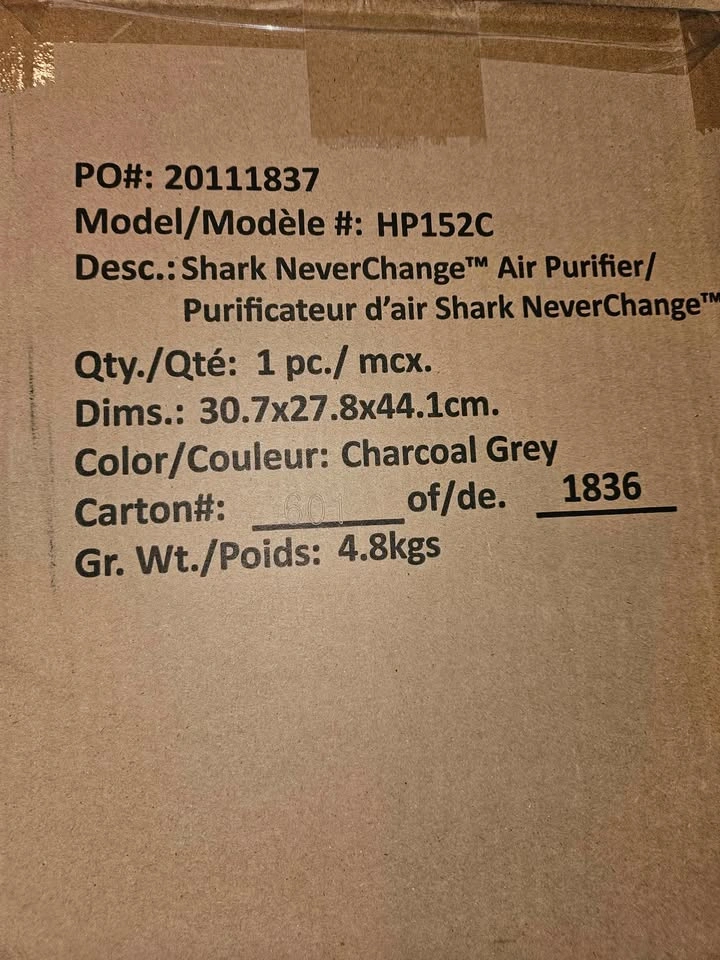 PO#: 20111837
Model/Modèle #: HP152C
Desc.: Shark NeverChange™ Air Purifier/
Purificateur d’air Shark NeverChange™
Qty./Qté: 1 pc./ mcx.
Dims.: 30.7x27.8x44.1cm.
Color/Couleur: Charcoal Grey
Carton#: 601 of/de. 1836
Gr. Wt./Poids: 4.8kgs